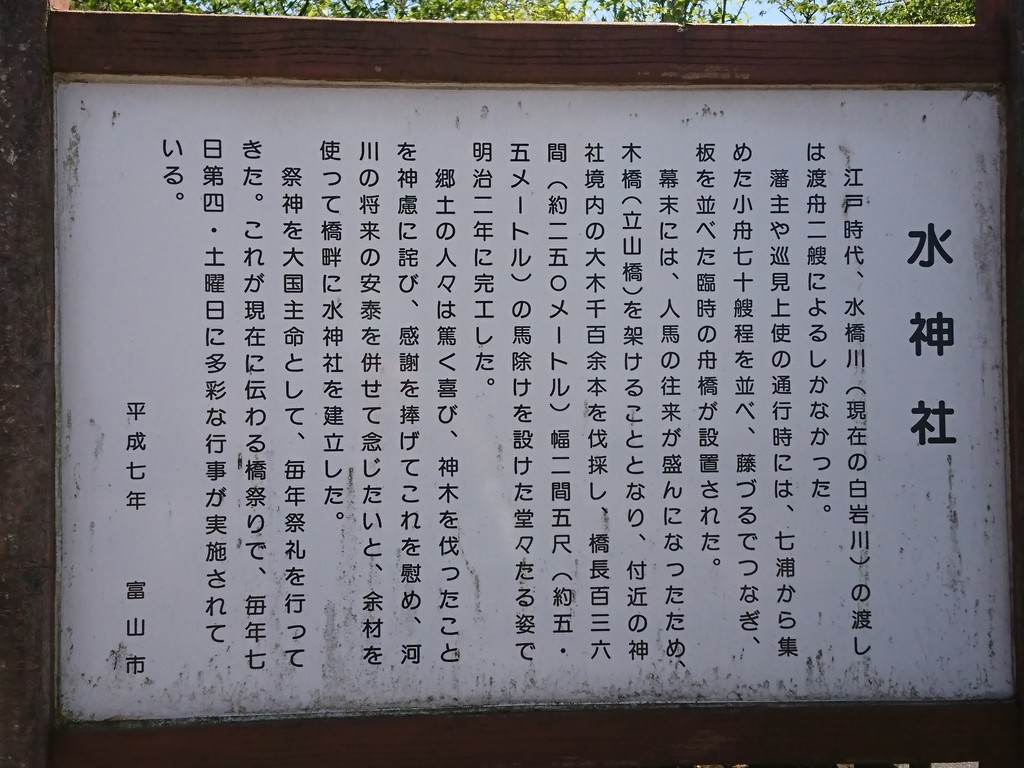 水神社
江戸時代、水橋川（現在の白岩川）の渡し
は渡舟二艘によるしかなかった。
藩主や巡見上使の通行時には、七浦から集
めた小舟七十艘程を並べ、藤づるでつなぎ、
板を並べた臨時の舟橋が設置された。
幕末には、人馬の往来が盛んになったため、
木橋（立山橋）を架けることとなり、付近の神
社境内の大木千百余本を伐採し、橋長百三六
間（約二五〇メートル）幅二間五尺（約五・
五メートル）の馬除けを設けた堂々たる姿で
明治二年に完工した。
郷土の人々は篤く喜び、神木を伐ったこと
を神慮に詫び、感謝を捧げてこれを慰め、河
川の将来の安泰を併せて念じたいと、余材を
使って橋畔に水神社を建立した。
祭神を大国主命として、毎年祭礼を行って
きた。これが現在に伝わる橋祭りで、毎年七
日第四・土曜日に多彩な行事が実施されて
いる。
平成七年　富山市